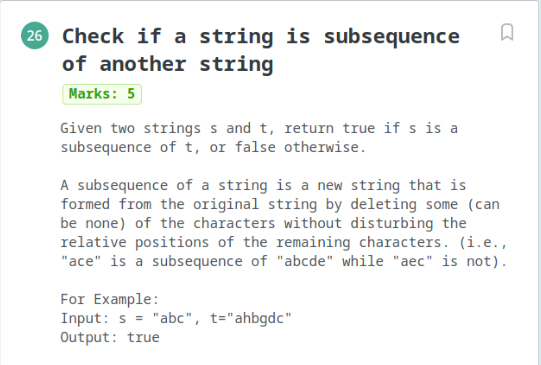 26 Check if a string is subsequence
of another string
Marks: 5
Given two strings s and t, return true if s is a
subsequence of t, or false otherwise.
A subsequence of a string is a new string that is
formed from the original string by deleting some (can
be none) of the characters without disturbing the
relative positions of the remaining characters. (i.e.,
"ace" is a subsequence of "abcde" while "aec" is not).
For Example:
Input: s = "abc", t="ahbgdc"
Output: true